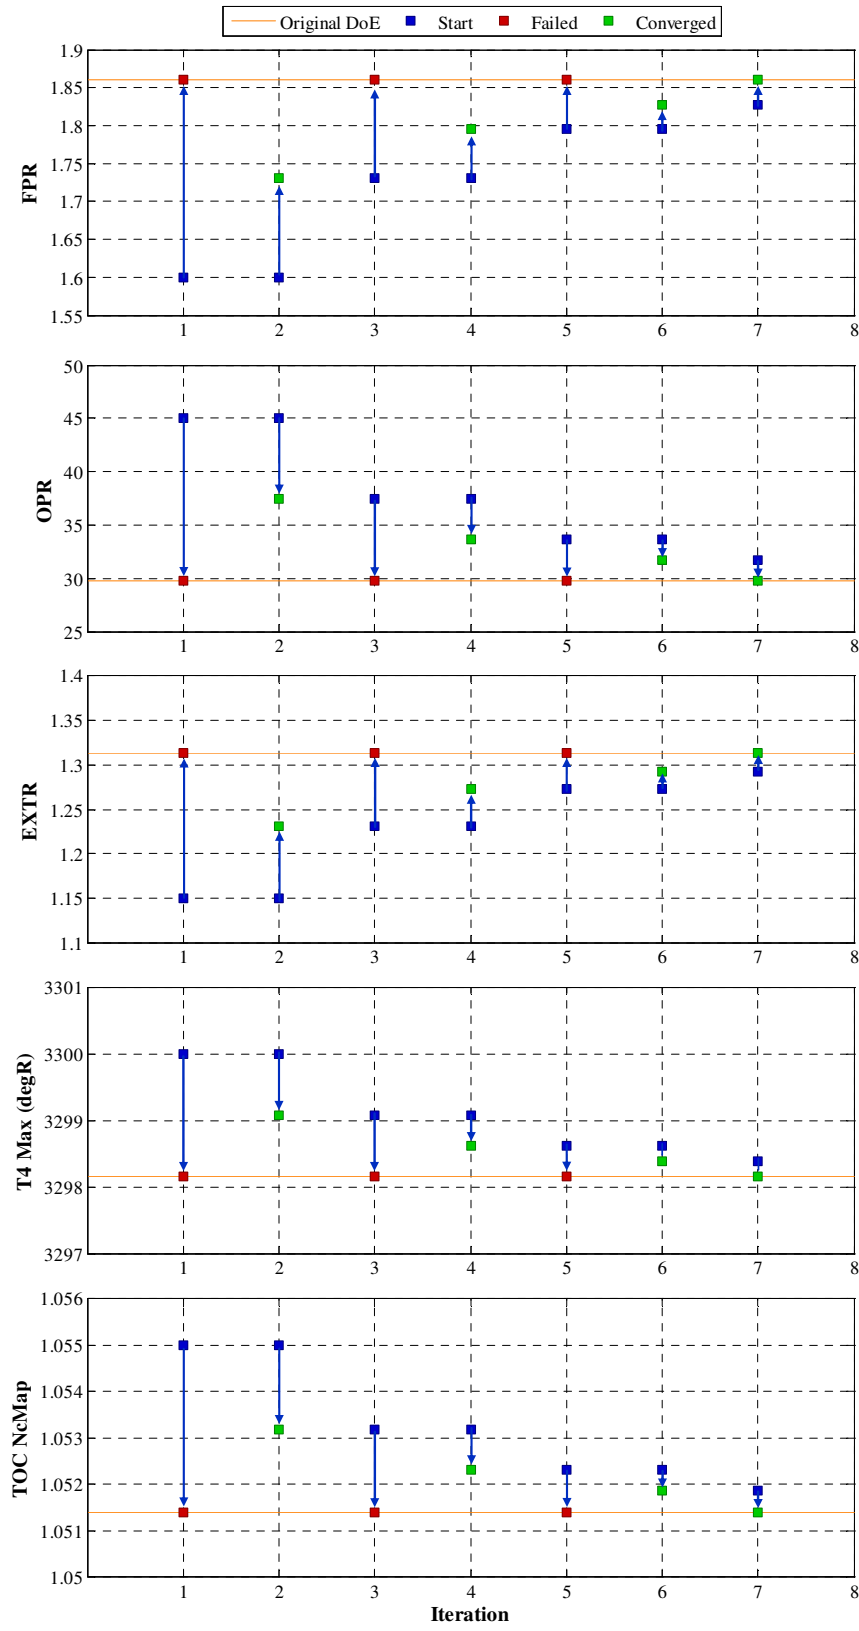 Original DoE Start Failed Converged
1.9
1.85
1.8
1.75
1.7
1.65
1.6
1.55
FPR
1 2 3 4 5 6 7 8
50
45
40
35
30
25
OPR
1 2 3 4 5 6 7 8
1.4
1.35
1.3
1.25
1.2
1.15
1.1
EXTR
1 2 3 4 5 6 7 8
3301
3300
3299
3298
3297
T4 Max (degR)
1 2 3 4 5 6 7 8
1.056
1.055
1.054
1.053
1.052
1.051
1.05
TOC NcMap
1 2 3 4 5 6 7 8
Iteration